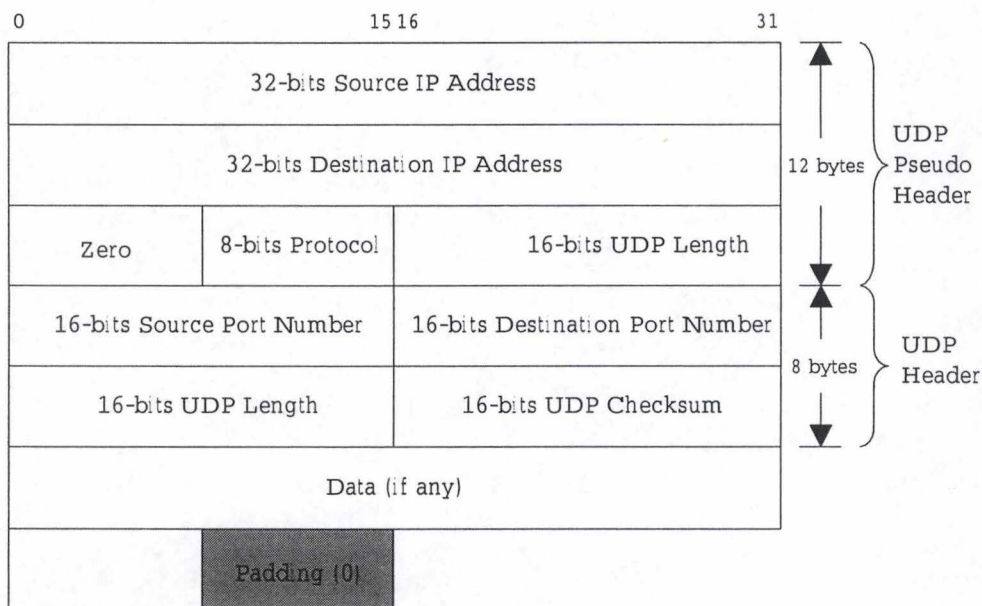 0
15 16
31
32-bits Source IP Address
32-bits Destination IP Address
12 bytes
UDP
Pseudo
Header
Zero
8-bits Protocol
16-bits UDP Length
16-bits Source Port Number
16-bits Destination Port Number
8 bytes
UDP
Header
16-bits UDP Length
16-bits UDP Checksum
Data (if any)
Padding (0)